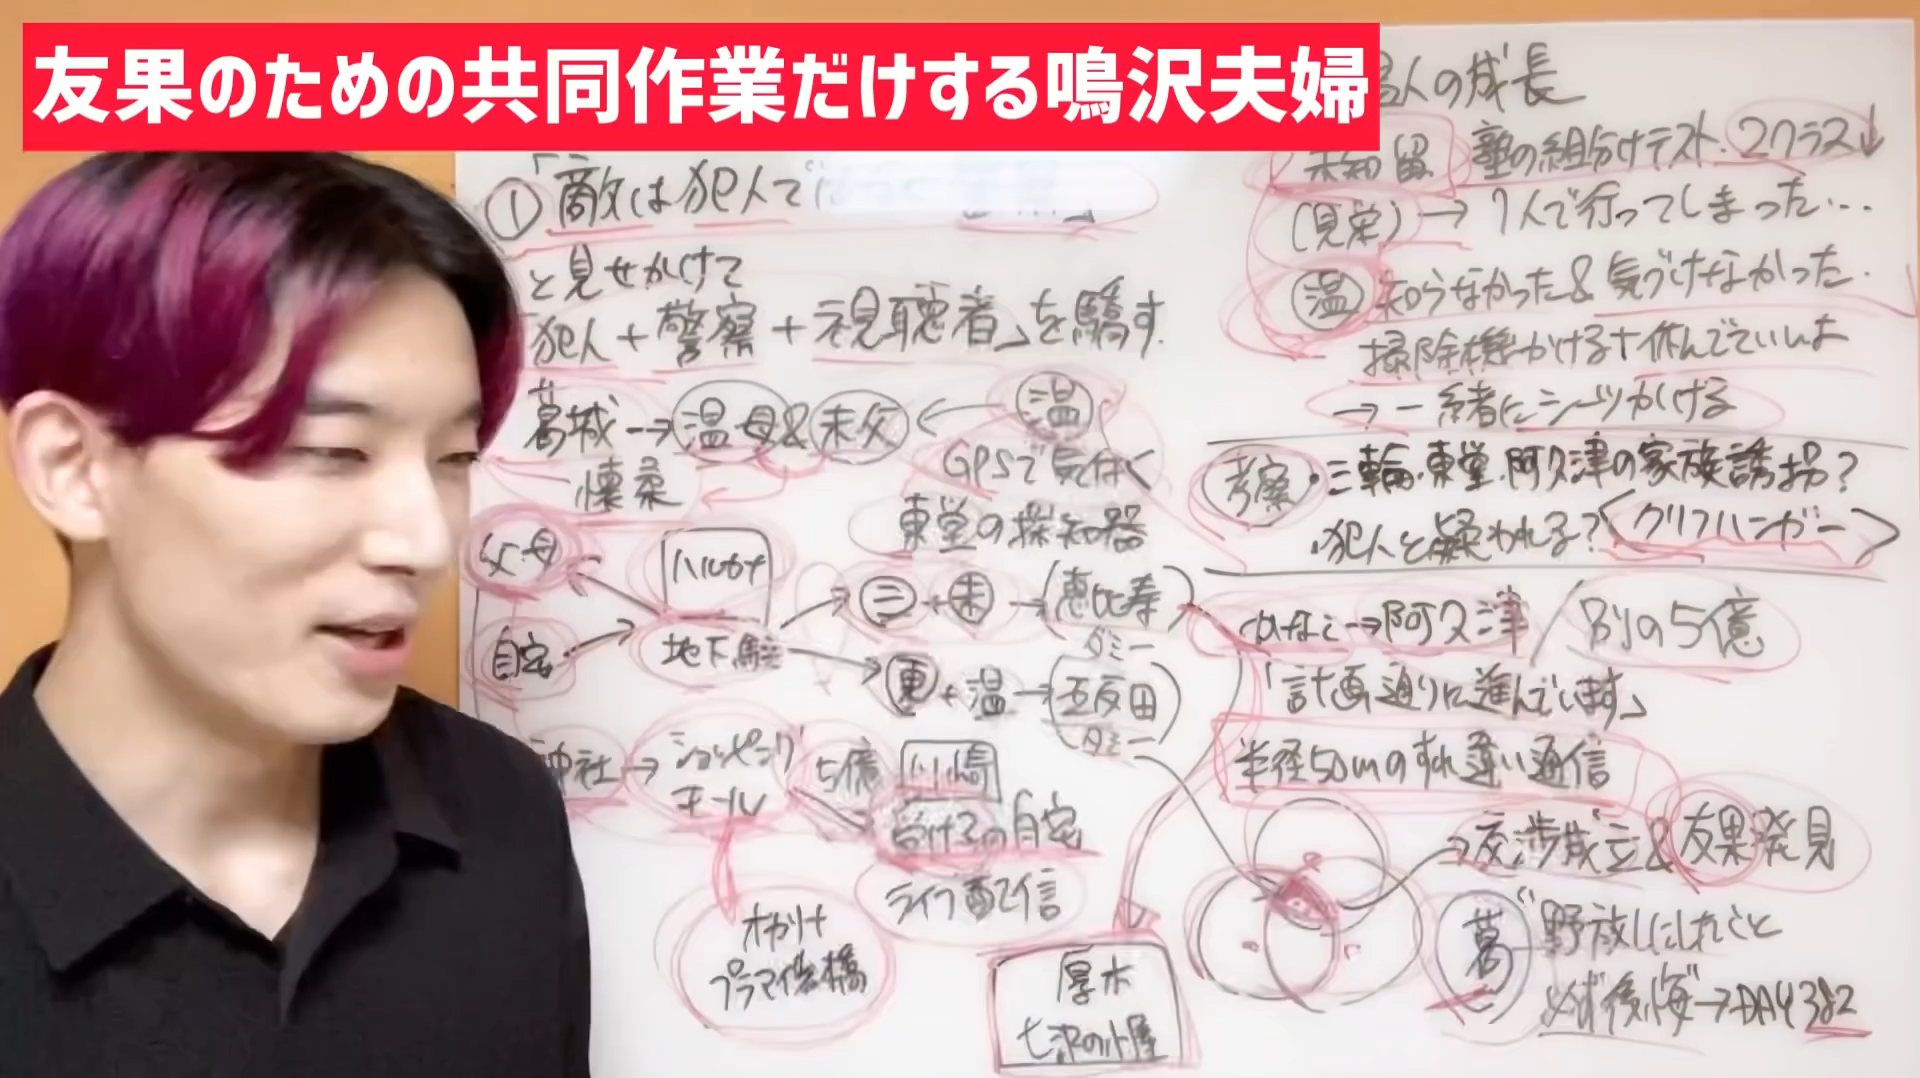 友果のための共同作業だけする鳴沢夫婦
①「敵は犯人で
と見せかけて
犯人＋警察＋視聴者」を騙す.
葛城→温母&未父←温
懐柔
GPSで気付く
東堂の探知器
父母
ハルカナ
自宅
地下駐
三＋未→(恵比寿)
ダミー
東＋温→(五反田)
(ダミー
神社→ショッピングモール
5億
川崎
受け子の自宅
ライブ配信
オカリナ
プラマイ倦橋
厚木
七沢の小屋
人の成長
未知留 塾の組分けテスト.2クラス↓
(見栄)→1人で行ってしまった…
温 知らなかった&気づけなかった.
掃除機かける＋休んでていいよ
→一緒にシーツかける
考察・三輪.東堂.阿久津の家族誘拐?
・犯人と疑われる?<クリフハンガー>
かなこ→阿久津/別の5億
「計画通りに進んでいます」
半径50mのすれ違い通信
→交渉成立&友果発見
葛 "野放しにしれこと
必ず後悔"→DAY382